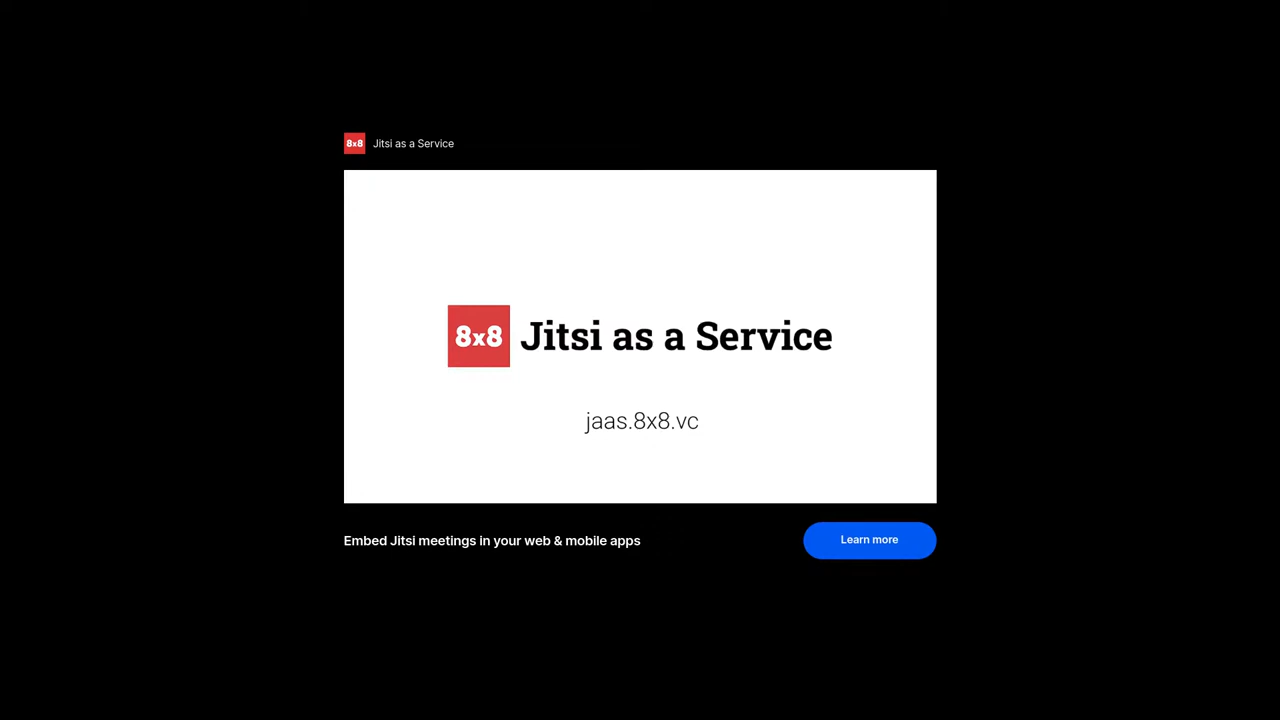 8x8 Jitsi as a Service
8x8 Jitsi as a Service
jaas.8x8.vc
Embed Jitsi meetings in your web & mobile apps
Learn more